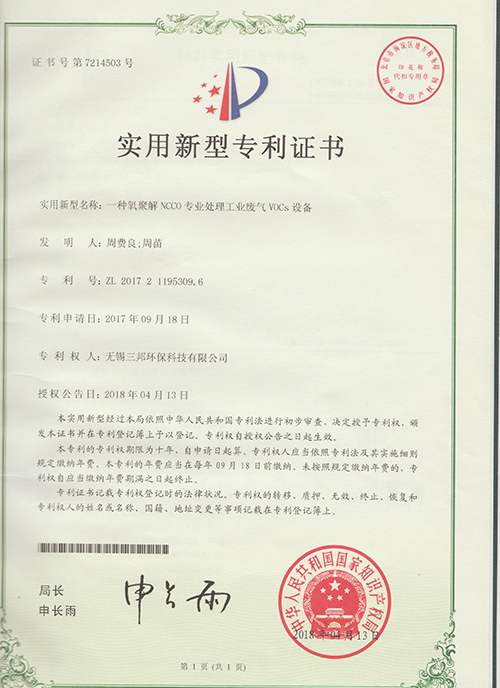 证书号第7214503号
印花税
代扣专用章
国家知识产权局
实用新型专利证书
实用新型名称：一种氧聚解NCCO专业处理工业废气VOCs设备
发明人：周费良;周苗
专利号：ZL 2017 2 1195309.6
专利申请日：2017年09月18日
专利权人：无锡三邦环保科技有限公司
授权公告日：2018年04月13日
本实用新型经过本局依照中华人民共和国专利法进行初步审查，决定授予专利权，颁
发本证书并在专利登记簿上予以登记。专利权自授权公告之日起生效。
本专利的专利权期限为十年，自申请日起算。专利权人应当依照专利法及其实施细则
规定缴纳年费。本专利的年费应当在每年09月18日前缴纳。未按照规定缴纳年费的，专
利权自应当缴纳年费期满之日起终止。
专利证书记载专利权登记时的法律状况。专利权的转移、质押、无效、终止、恢复和
专利权人的姓名或名称、国籍、地址变更等事项记载在专利登记簿上。
局长
申长雨
申长雨
中华人民共和国国家知识产权局
2018年04月13日
第1页（共1页）